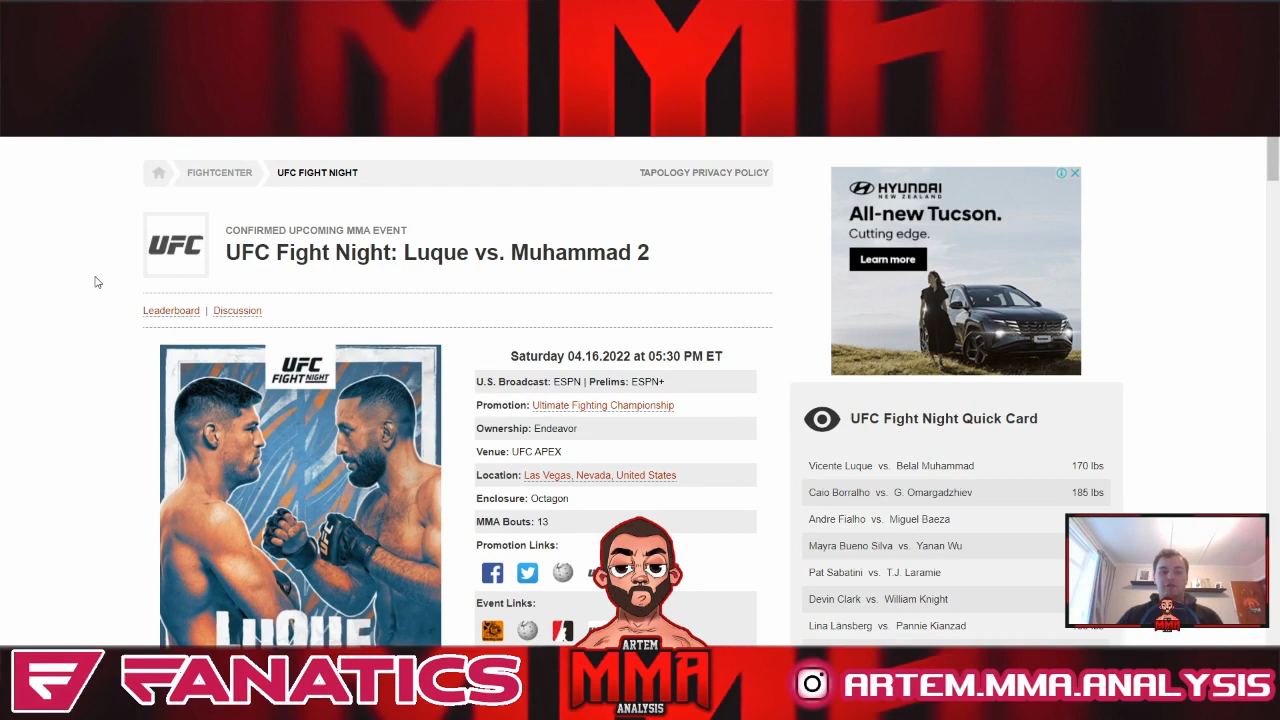 MMA
FIGHTCENTER
UFC FIGHT NIGHT
TAPOLOGY PRIVACY POLICY
UFC
CONFIRMED UPCOMING MMA EVENT
UFC Fight Night: Luque vs. Muhammad 2
Leaderboard | Discussion
UFC
FIGHT NIGHT
LUQUE
Saturday 04.16.2022 at 05:30 PM ET
U.S. Broadcast: ESPN | Prelims: ESPN+
Promotion: Ultimate Fighting Championship
Ownership: Endeavor
Venue: UFC APEX
Location: Las Vegas, Nevada, United States
Enclosure: Octagon
MMA Bouts: 13
Promotion Links:
Event Links:
HYUNDAI
NEW ZEALAND
All-new Tucson.
Cutting edge.
Learn more
UFC Fight Night Quick Card
Vicente Luque vs. Belal Muhammad 170 lbs
Caio Borralho vs. G. Omargadzhiev 185 lbs
Andre Fialho vs. Miguel Baeza
Mayra Bueno Silva vs. Yanan Wu
Pat Sabatini vs. T.J. Laramie
Devin Clark vs. William Knight
Lina Länsberg vs. Pannie Kianzad
FANATICS
ARTEM
MMA
ANALYSIS
ARTEM.MMA.ANALYSIS